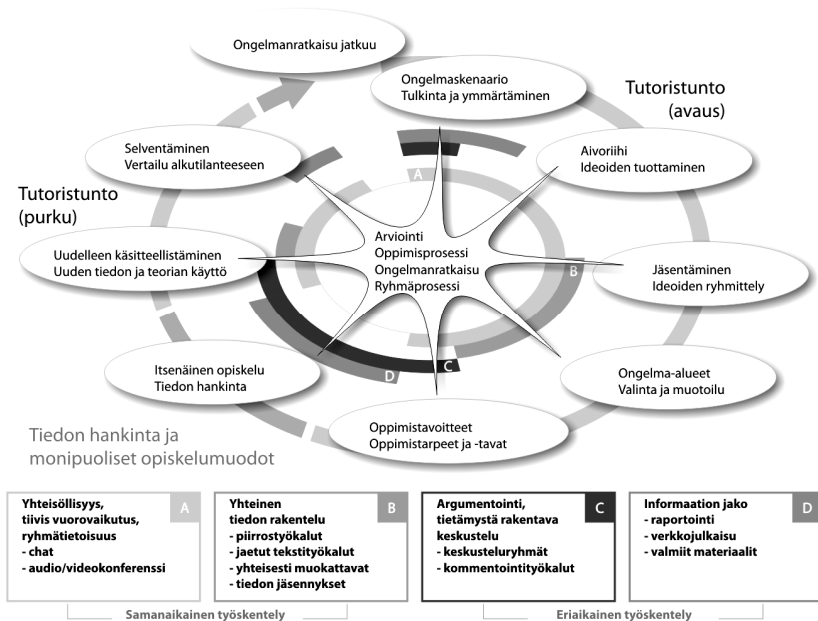 Ongelmanratkaisu jatkuu
Ongelmaskenaario
Tulkinta ja ymmärtäminen
Tutoristunto
(avaus)
Aivoriihi
Ideoiden tuottaminen
Selventäminen
Vertailu alkutilanteeseen
A
Tutoristunto
(purku)
Arviointi
Oppimisprosessi
Ongelmanratkaisu
Ryhmäprosessi
Uudelleen käsitteellistäminen
Uuden tiedon ja teorian käyttö
B
Jäsentäminen
Ideoiden ryhmittely
Itsenäinen opiskelu
Tiedon hankinta
D
C
Ongelma-alueet
Valinta ja muotoilu
Oppimistavoitteet
Oppimistarpeet ja -tavat
Tiedon hankinta ja
monipuoliset opiskelumuodot
A
Yhteisöllisyys,
tiivis vuorovaikutus,
ryhmätietoisuus
- chat
- audio/videokonferenssi
B
Yhteinen
tiedon rakentelu
- piirrostyökalut
- jaetut tekstityökalut
- yhteisesti muokattavat
- tiedon jäsennykset
C
Argumentointi,
tietämystä rakentava
keskustelu
- keskusteluryhmät
- kommentointityökalut
D
Informaation jako
- raportointi
- verkkojulkaisu
- valmiit materiaalit
Samanaikainen työskentely
Eriaikainen työskentely